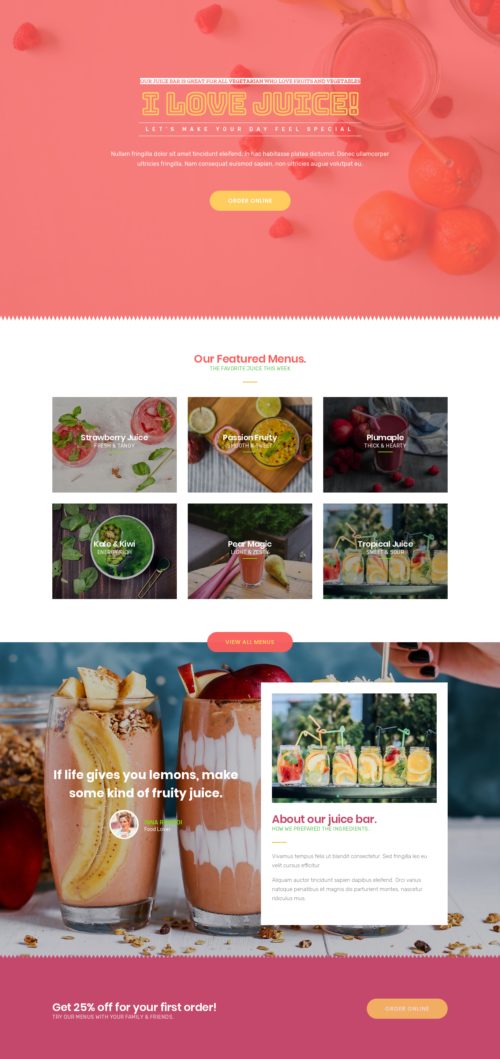 OUR JUICE BAR IS GREAT FOR ALL VEGETARIAN WHO LOVE FRUITS AND VEGETABLES
I LOVE JUICE!
LET'S MAKE YOUR DAY FEEL SPECIAL
Nullam fringilla dolor sit amet tincidunt eleifend. In hac habitasse platea dictumst. Donec ullamcorper
ultricies fringilla. Nam consequat euismod sapien, non ultricies augue volutpat eu.
ORDER ONLINE
Our Featured Menus.
THE FAVORITE JUICE THIS WEEK
Strawberry Juice
FRESH & TANGY
Passion Fruity
SMOOTH & SWEET
Plumaple
THICK & HEARTY
Kale & Kiwi
Pear Magic
LIGHT &
Tropical Juice
SWEET & SOUR
VIEW ALL MENUS
If life gives you lemons, make
some kind of fruity juice.
Food Lover
About our juice bar.
HOW WE PREPARED THE INGREDIENTS.
Vivamus tempus felis ut blandit consectetur. Sed fringilla leo eu
velit cursus efficitur.
Aliquam auctor tincidunt sapien dapibus eleifend. Orci varius
natoque penatibus et magnis dis parturient montes, nascetur
ridiculus mus.
Get 25% off for your first order!
TRY OUR MENUS WITH YOUR FAMILY & FRIENDS.
ORDER ONLINE